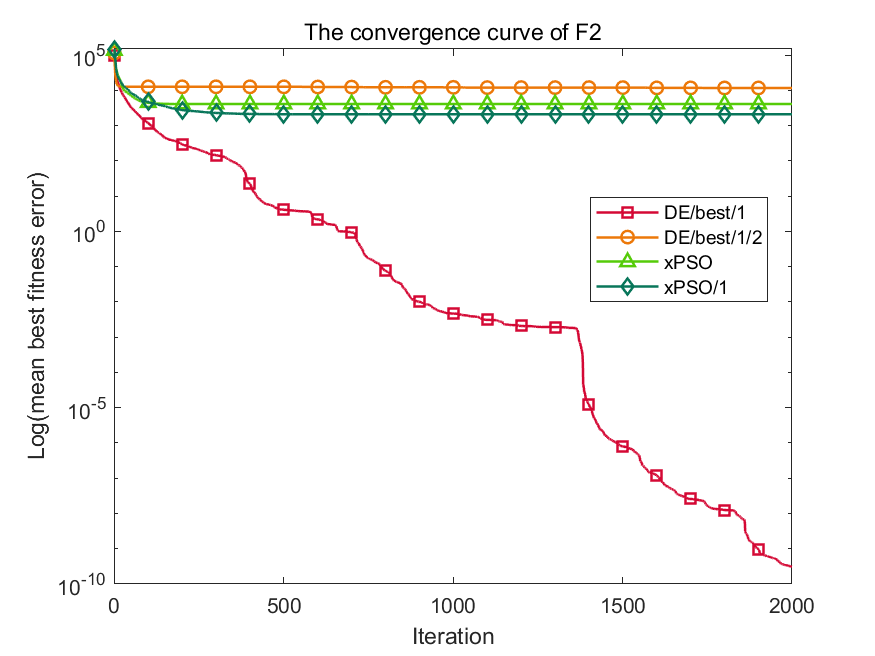 The convergence curve of F2
Log(mean best fitness error)
10^5
10^0
10^-5
10^-10
0 500 1000 1500 2000
Iteration
DE/best/1
DE/best/1/2
xPSO
xPSO/1